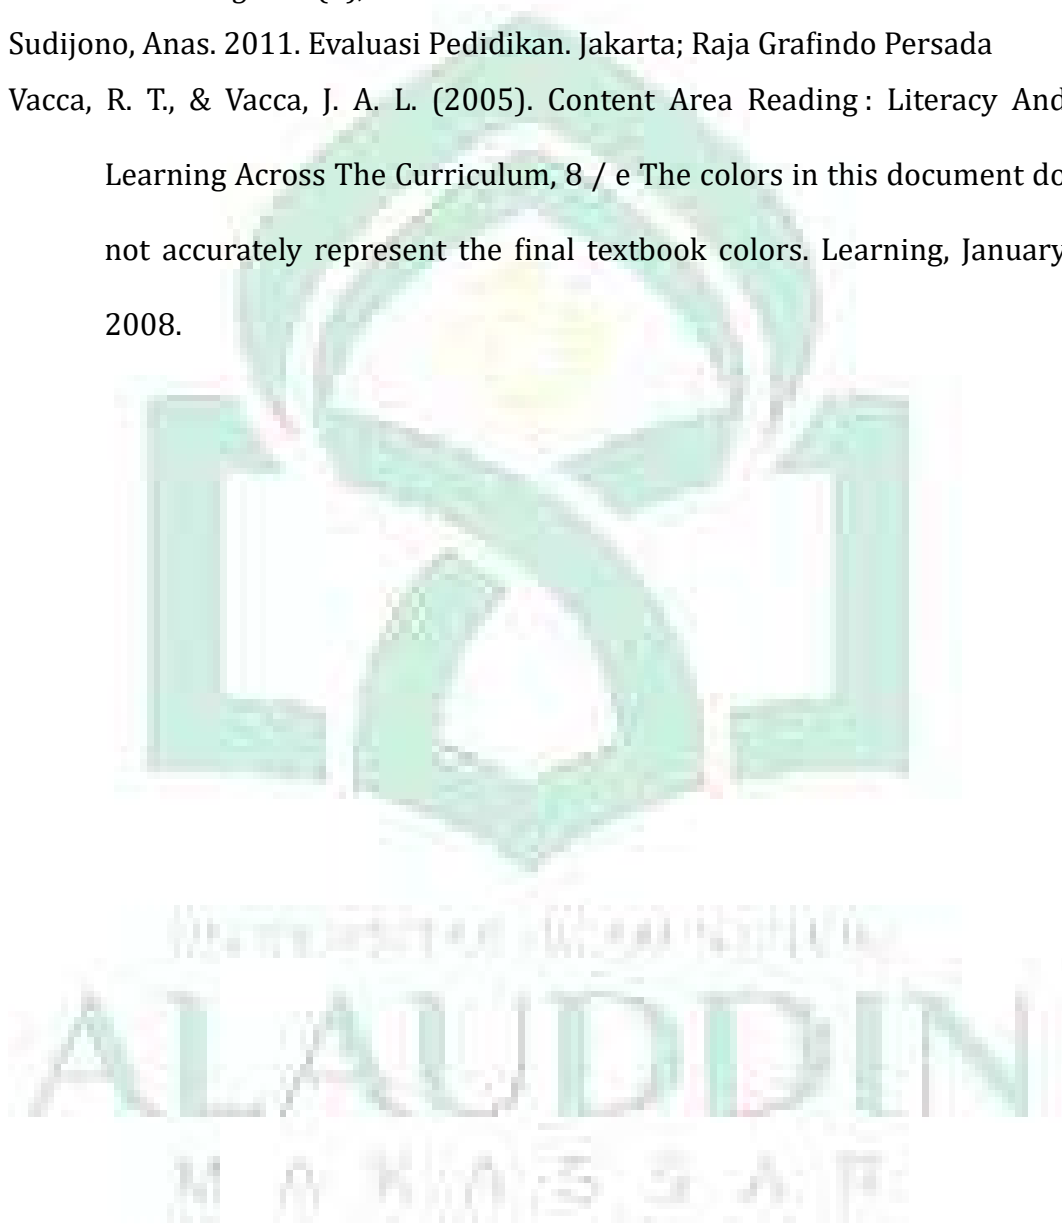 Sudijono, Anas. 2011. Evaluasi Pedidikan. Jakarta; Raja Grafindo Persada
Vacca, R. T., & Vacca, J. A. L. (2005). Content Area Reading : Literacy And
Learning Across The Curriculum, 8 / e The colors in this document do
not accurately represent the final textbook colors. Learning, January
2008.
ALAUDDIN
MAKASSAR